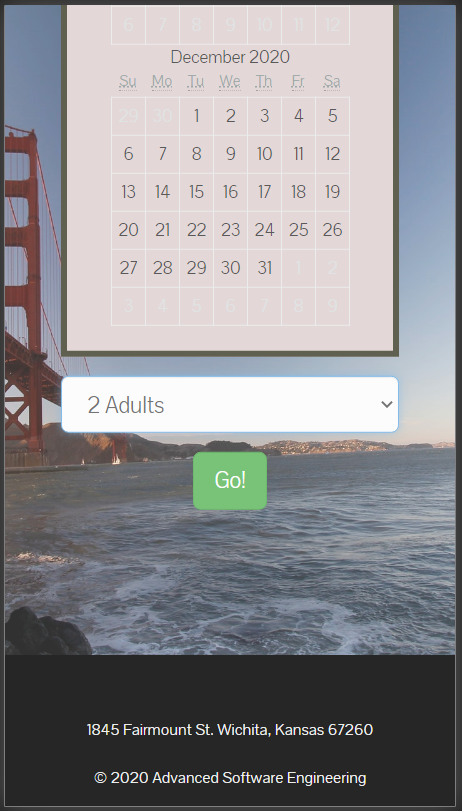 6 7 8 9 10 11 12
December 2020
Su Mo Tu We Th Fr Sa
29 30 1 2 3 4 5
6 7 8 9 10 11 12
13 14 15 16 17 18 19
20 21 22 23 24 25 26
27 28 29 30 31 1 2
3 4 5 6 7 8 9
2 Adults
Go!
1845 Fairmount St. Wichita, Kansas 67260
© 2020 Advanced Software Engineering